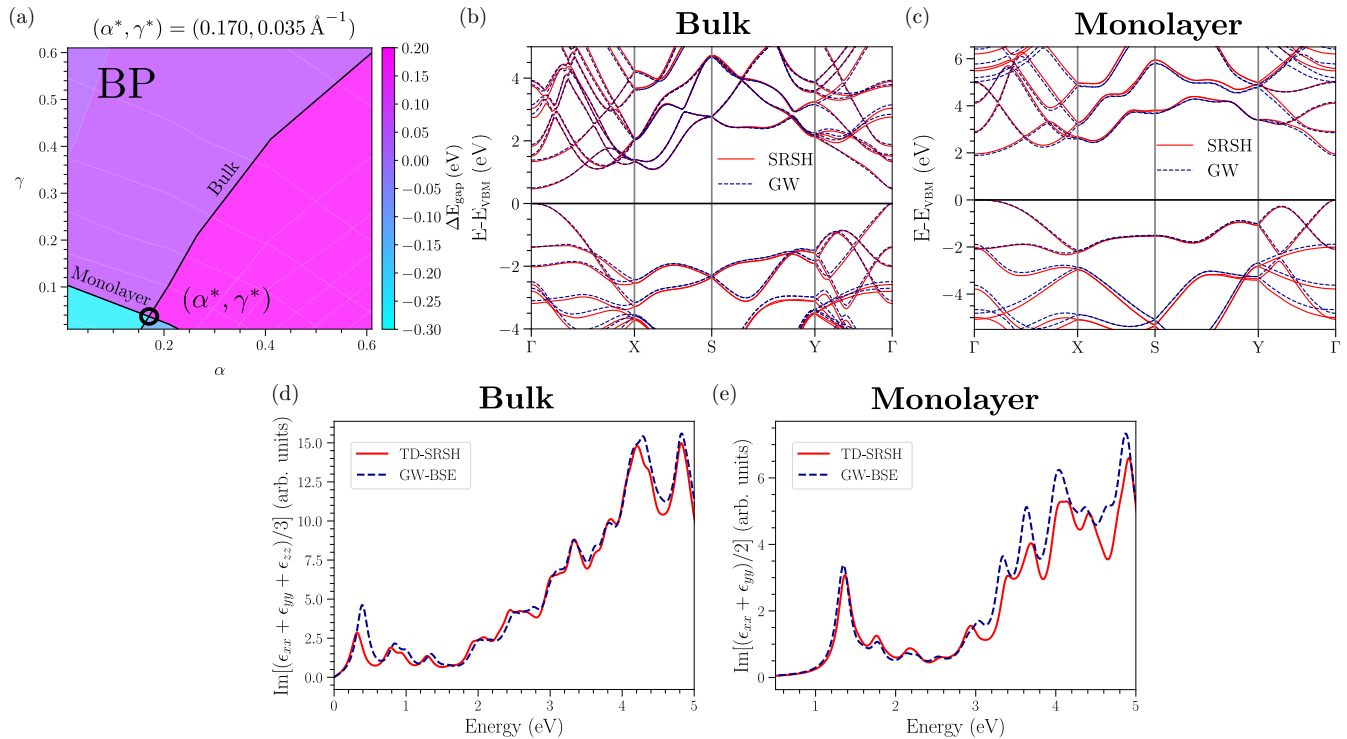 (a)
(α*, γ*) = (0.170, 0.035 Å⁻¹)
BP
Bulk
Monolayer
(α*, γ*)
0.6
0.5
0.4
0.3
0.2
0.1
γ
0.2 0.4 0.6
α
0.20
0.15
0.10
0.05
0.00
−0.05
−0.10
−0.15
−0.20
−0.25
−0.30
ΔE_gap (eV)
(b)
Bulk
E-E_VBM (eV)
4
2
0
−2
−4
SRSH
GW
Γ X S Y Γ
(c)
Monolayer
E-E_VBM (eV)
6
4
2
0
−2
−4
SRSH
GW
Γ X S Y Γ
(d)
Bulk
Im[(ϵ_xx + ϵ_yy + ϵ_zz)/3] (arb. units)
15.0
12.5
10.0
7.5
5.0
2.5
0.0
TD-SRSH
GW-BSE
0 1 2 3 4 5
Energy (eV)
(e)
Monolayer
Im[(ϵ_xx + ϵ_yy)/2] (arb. units)
6
4
2
0
TD-SRSH
GW-BSE
1 2 3 4 5
Energy (eV)